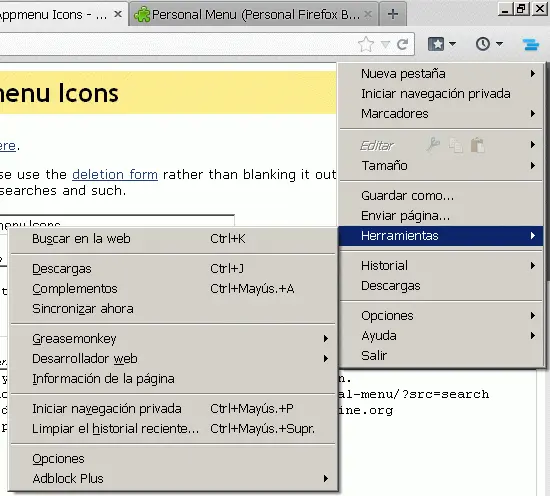 Appmenu Icons - ... × Personal Menu (Personal Firefox B... × +
nenu Icons
ere.
se use the deletion form rather than blanking it out
searches and such.
Nueva pestaña
Iniciar navegación privada
Marcadores
Editar
Tamaño
Guardar como...
Enviar página...
Herramientas
Historial
Descargas
Opciones
Ayuda
Salir
Buscar en la web Ctrl+K
Descargas Ctrl+J
Complementos Ctrl+Mayús.+A
Sincronizar ahora
Greasemonkey
Desarrollador web
Información de la página
Iniciar navegación privada Ctrl+Mayús.+P
Limpiar el historial reciente... Ctrl+Mayús.+Supr.
Opciones
Adblock Plus
n.
al-menu/?src=search
ine.org